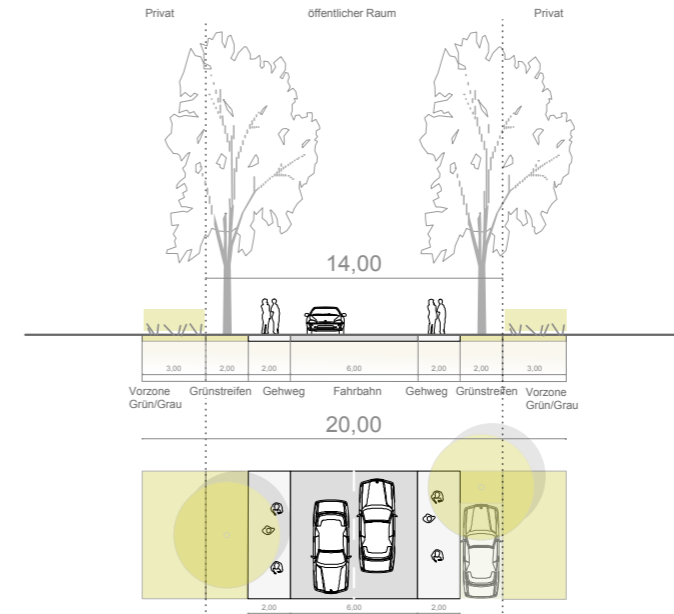 Privat öffentlicher Raum Privat
14,00
3,00 2,00 2,00 6,00 2,00 2,00 3,00
Vorzone Grünstreifen Gehweg Fahrbahn Gehweg Grünstreifen Vorzone
Grün/Grau Grün/Grau
20,00
2,00 6,00 2,00